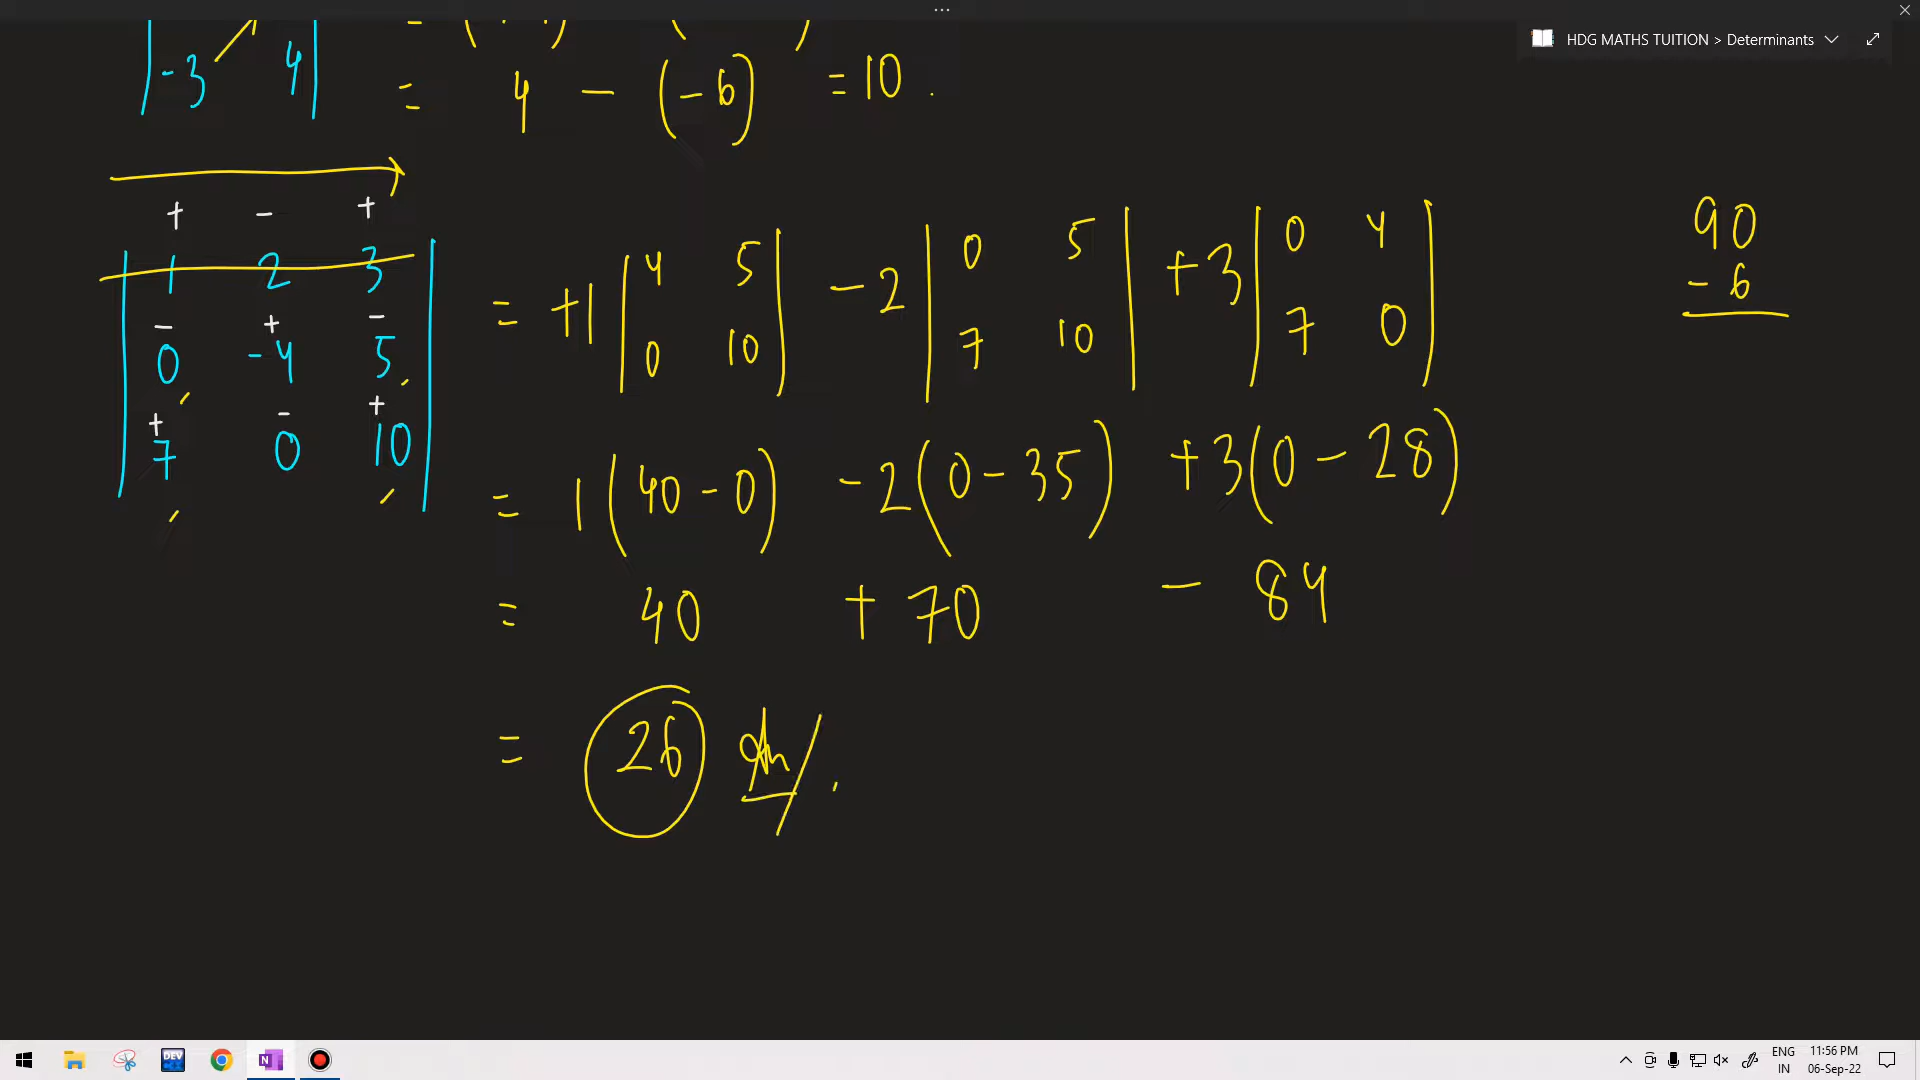 HDG MATHS TUITION > Determinants
-3 4
= 4 - (-6) = 10 .
+ - +
1 2 3
- + -
0 -4 5
+ - +
7 0 10
= +1 | 4 5 | -2 | 0 5 | +3 | 0 4 |
| 0 10 | | 7 10 | | 7 0 |
= 1(40-0) -2(0-35) +3(0-28)
= 40 + 70 - 84
= 26 An/.
90
- 6
DEV
N
ENG
IN
11:56 PM
06-Sep-22